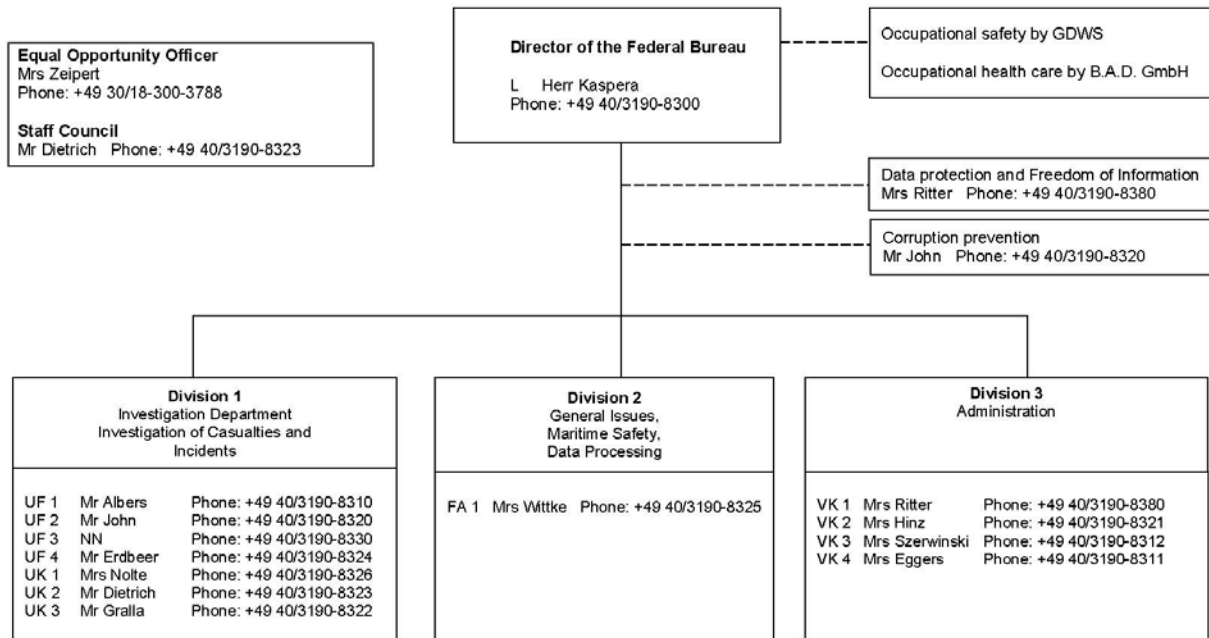 Equal Opportunity Officer
Mrs Zeipert
Phone: +49 30/18-300-3788
Staff Council
Mr Dietrich Phone: +49 40/3190-8323
Director of the Federal Bureau
L Herr Kaspera
Phone: +49 40/3190-8300
Occupational safety by GDWS
Occupational health care by B.A.D. GmbH
Data protection and Freedom of Information
Mrs Ritter Phone: +49 40/3190-8380
Corruption prevention
Mr John Phone: +49 40/3190-8320
Division 1
Investigation Department
Investigation of Casualties and
Incidents
UF 1 Mr Albers Phone: +49 40/3190-8310
UF 2 Mr John Phone: +49 40/3190-8320
UF 3 NN Phone: +49 40/3190-8330
UF 4 Mr Erdbeer Phone: +49 40/3190-8324
UK 1 Mrs Nolte Phone: +49 40/3190-8326
UK 2 Mr Dietrich Phone: +49 40/3190-8323
UK 3 Mr Gralla Phone: +49 40/3190-8322
Division 2
General Issues,
Maritime Safety,
Data Processing
FA 1 Mrs Wittke Phone: +49 40/3190-8325
Division 3
Administration
VK 1 Mrs Ritter Phone: +49 40/3190-8380
VK 2 Mrs Hinz Phone: +49 40/3190-8321
VK 3 Mrs Szerwinski Phone: +49 40/3190-8312
VK 4 Mrs Eggers Phone: +49 40/3190-8311